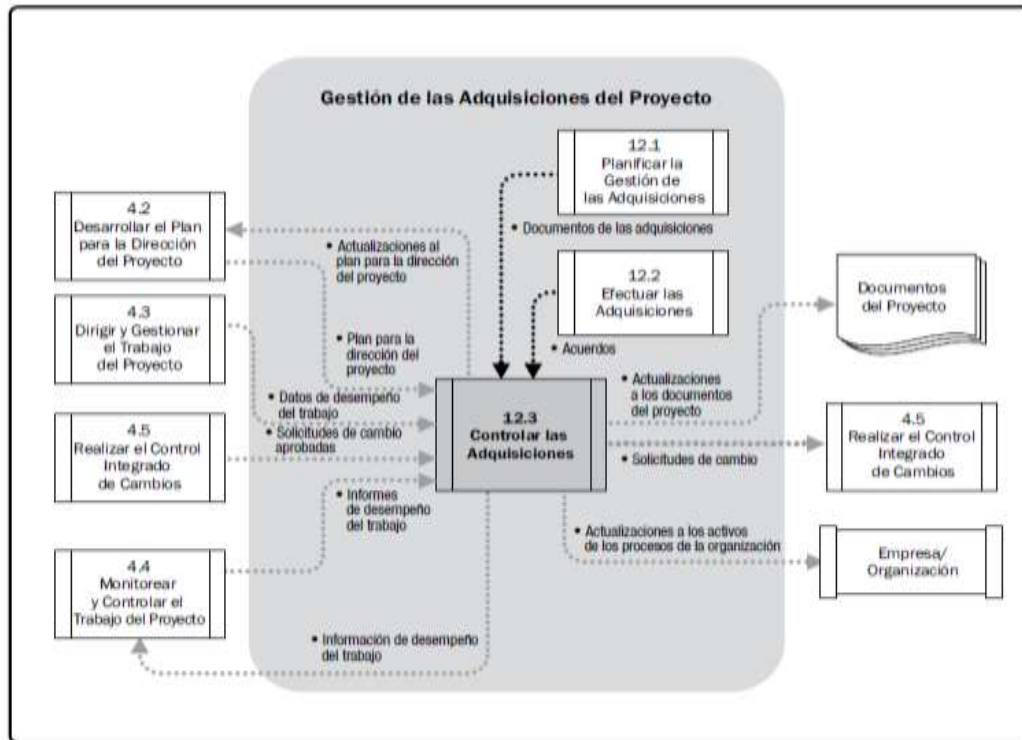 Gestión de las Adquisiciones del Proyecto
12.1
Planificar la
Gestión de
las Adquisiciones
4.2
Desarrollar el Plan
para la Dirección
del Proyecto
• Documentos de las adquisiciones
• Actualizaciones al
plan para la dirección
del proyecto
12.2
Efectuar las
Adquisiciones
Documentos
del Proyecto
4.3
Dirigir y Gestionar
el Trabajo
del Proyecto
• Plan para la
dirección del
proyecto
• Acuerdos
• Actualizaciones
a los documentos
del proyecto
• Datos de desempeño
del trabajo
• Solicitudes de cambio
aprobadas
12.3
Controlar las
Adquisiciones
4.5
Realizar el Control
Integrado
de Cambios
4.5
Realizar el Control
Integrado
de Cambios
• Solicitudes de cambio
• Informes
de desempeño
del trabajo
• Actualizaciones a los activos
de los procesos de la organización
Empresa/
Organización
4.4
Monitorear
y Controlar el
Trabajo del Proyecto
• Información de desempeño
del trabajo